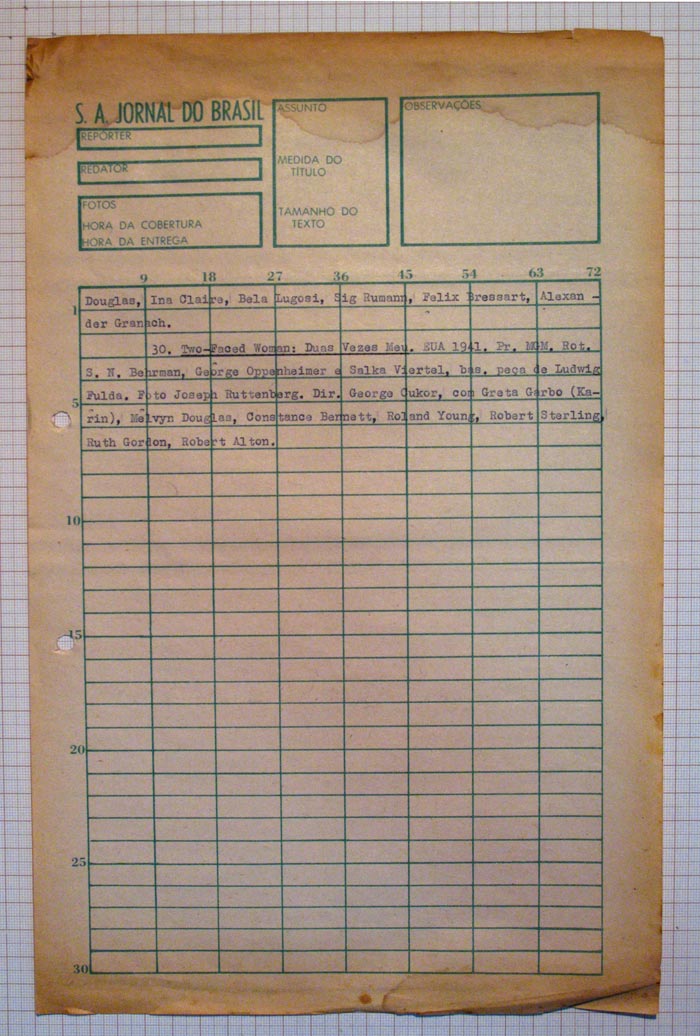 S. A. JORNAL DO BRASIL
REPÓRTER
REDATOR
FOTOS
HORA DA COBERTURA
HORA DA ENTREGA
ASSUNTO
MEDIDA DO
TÍTULO
TAMANHO DO
TEXTO
OBSERVAÇÕES
9 18 27 36 45 54 63 72
1
Douglas, Ina Claire, Bela Lugosi, Sig Rumann, Felix Bressart, Alexan -
der Granach.
30. Two-Faced Woman: Duas Vezes Meu. EUA 1941. Pr. MGM. Rot.
S. N. Behrman, George Oppenheimer e Salka Viertel, bas. peça de Ludwig
Fulda. Foto Joseph Ruttenberg. Dir. George Cukor, com Greta Garbo (Ka-
5
rin), Melvyn Douglas, Constance Bennett, Roland Young, Robert Sterling,
Ruth Gordon, Robert Alton.
10
15
20
25
30